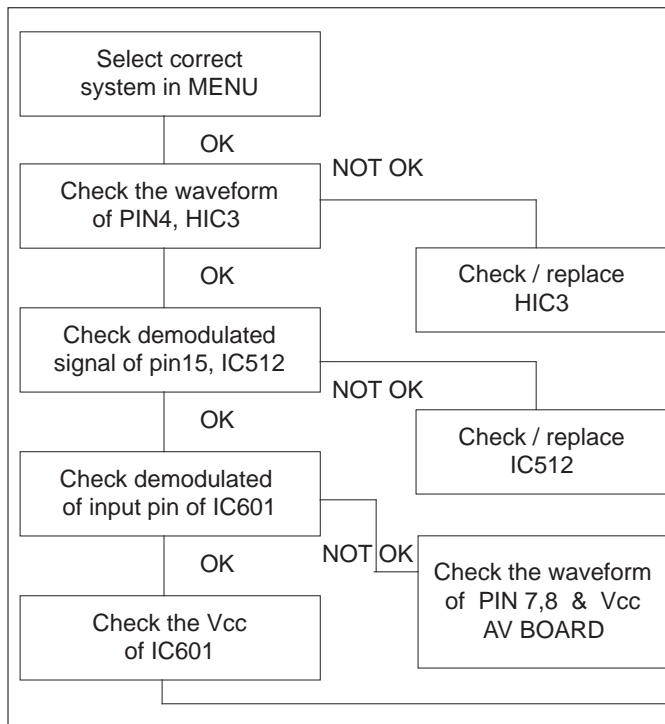 Select correct
system in MENU
OK
NOT OK
Check the waveform
of PIN4, HIC3
OK
Check / replace
HIC3
Check demodulated
signal of pin15, IC512
NOT OK
OK
Check / replace
IC512
Check demodulated
of input pin of IC601
NOT OK
OK
Check the waveform
of PIN 7,8 & Vcc
AV BOARD
Check the Vcc
of IC601